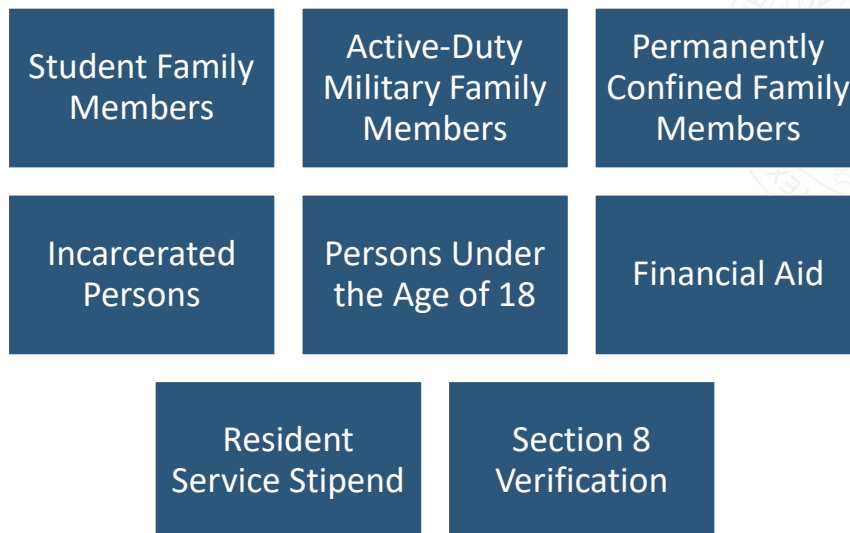 Student Family
Members
Active-Duty
Military Family
Members
Permanently
Confined Family
Members
Incarcerated
Persons
Persons Under
the Age of 18
Financial Aid
Resident
Service Stipend
Section 8
Verification